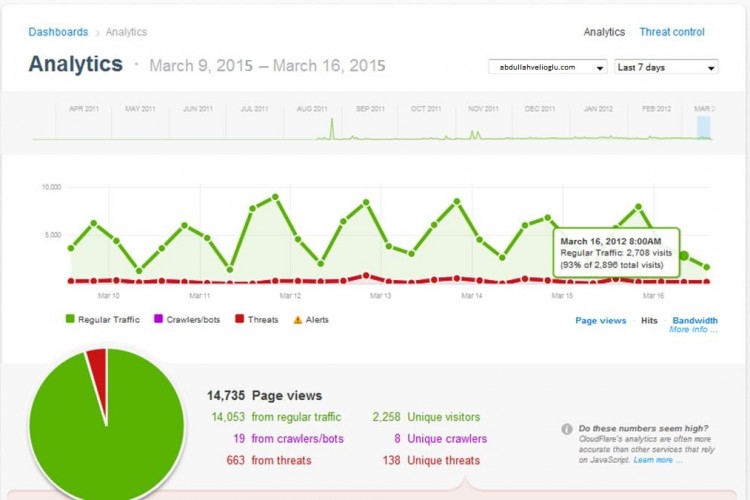 Dashboards › Analytics
Analytics Threat control
Analytics · March 9, 2015 – March 16, 2015
abdullahvelioglu.com Last 7 days
APR 2011 MAY 2011 JUN 2011 JUL 2011 AUG 2011 SEP 2011 OCT 2011 NOV 2011 DEC 2011 JAN 2012 FEB 2012 MAR 2
10,000
5,000
March 16, 2012 8:00AM
Regular Traffic: 2,708 visits
(93% of 2,896 total visits)
Mar 10 Mar 11 Mar 12 Mar 13 Mar 14 Mar 15 Mar 16
Regular Traffic Crawlers/bots Threats Alerts
Page views · Hits · Bandwidth
More info ...
14,735 Page views
14,053 from regular traffic 2,258 Unique visitors
19 from crawlers/bots 8 Unique crawlers
663 from threats 138 Unique threats
Do these numbers seem high?
CloudFlare's analytics are often more
accurate than other services that rely
on JavaScript. Learn more ...